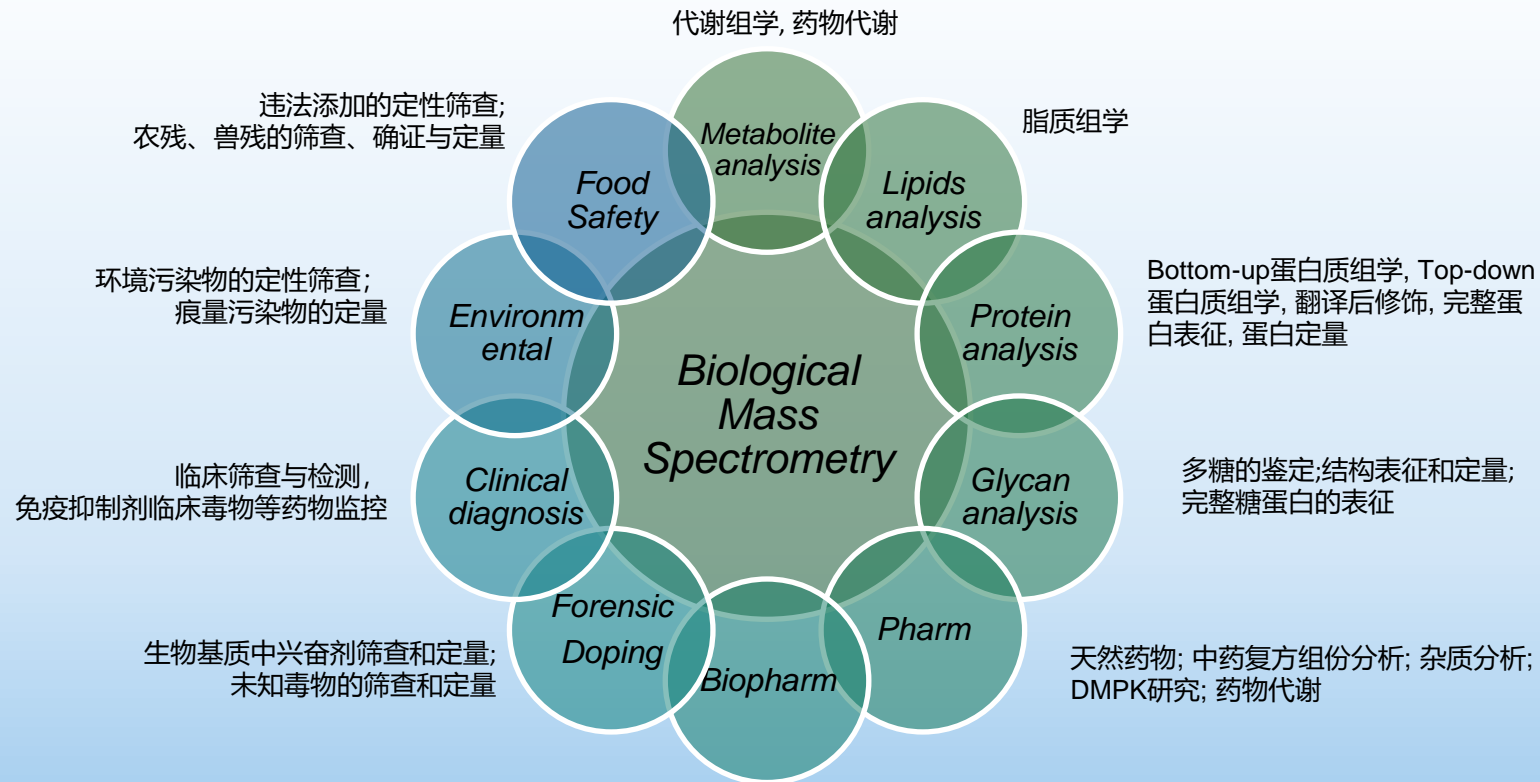 代谢组学, 药物代谢
Metabolite
analysis
脂质组学
Lipids
analysis
Bottom-up蛋白质组学, Top-down
蛋白质组学, 翻译后修饰, 完整蛋
白表征, 蛋白定量
Protein
analysis
多糖的鉴定;结构表征和定量;
完整糖蛋白的表征
Glycan
analysis
天然药物; 中药复方组份分析; 杂质分析;
DMPK研究; 药物代谢
Pharm
Biopharm
Forensic
Doping
生物基质中兴奋剂筛查和定量;
未知毒物的筛查和定量
Clinical
diagnosis
临床筛查与检测，
免疫抑制剂临床毒物等药物监控
Environm
ental
环境污染物的定性筛查；
痕量污染物的定量
Food
Safety
违法添加的定性筛查;
农残、兽残的筛查、确证与定量
Biological
Mass
Spectrometry